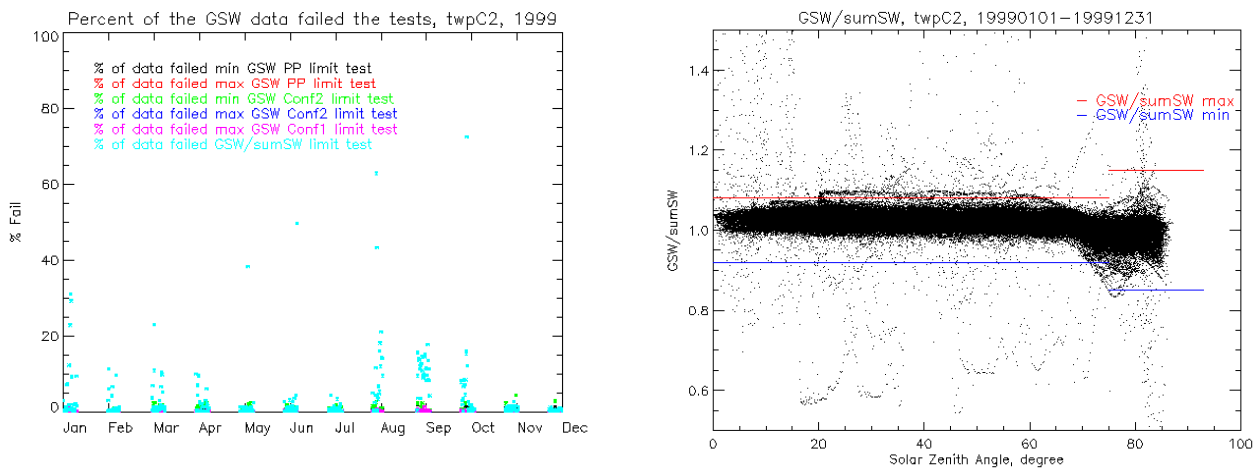 Percent of the GSW data failed the tests, twpC2, 1999
100
80
60
40
20
0
% Fail
% of data failed min GSW PP limit test
% of data failed max GSW PP limit test
% of data failed min GSW Conf2 limit test
% of data failed max GSW Conf2 limit test
% of data failed max GSW Conf1 limit test
% of data failed GSW/sumSW limit test
Jan Feb Mar Apr May Jun Jul Aug Sep Oct Nov Dec
GSW/sumSW, twpC2, 19990101-19991231
1.4
1.2
1.0
0.8
0.6
GSW/sumSW
GSW/sumSW max
GSW/sumSW min
0 20 40 60 80 100
Solar Zenith Angle, degree